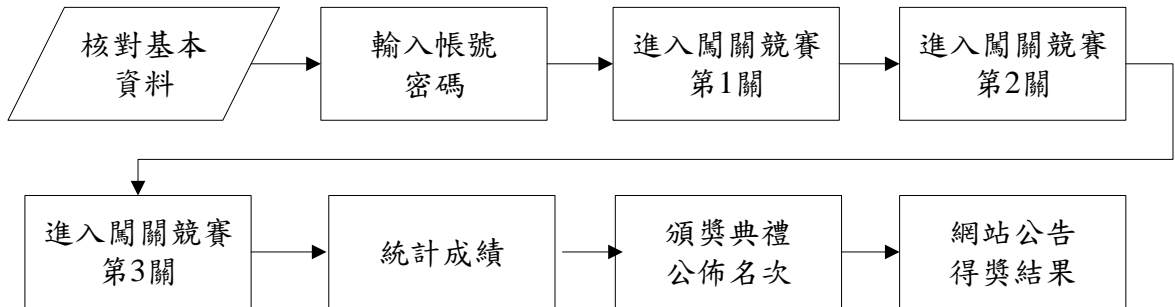 核對基本
資料
輸入帳號
密碼
進入闖關競賽
第1關
進入闖關競賽
第2關
進入闖關競賽
第3關
統計成績
頒獎典禮
公佈名次
網站公告
得獎結果